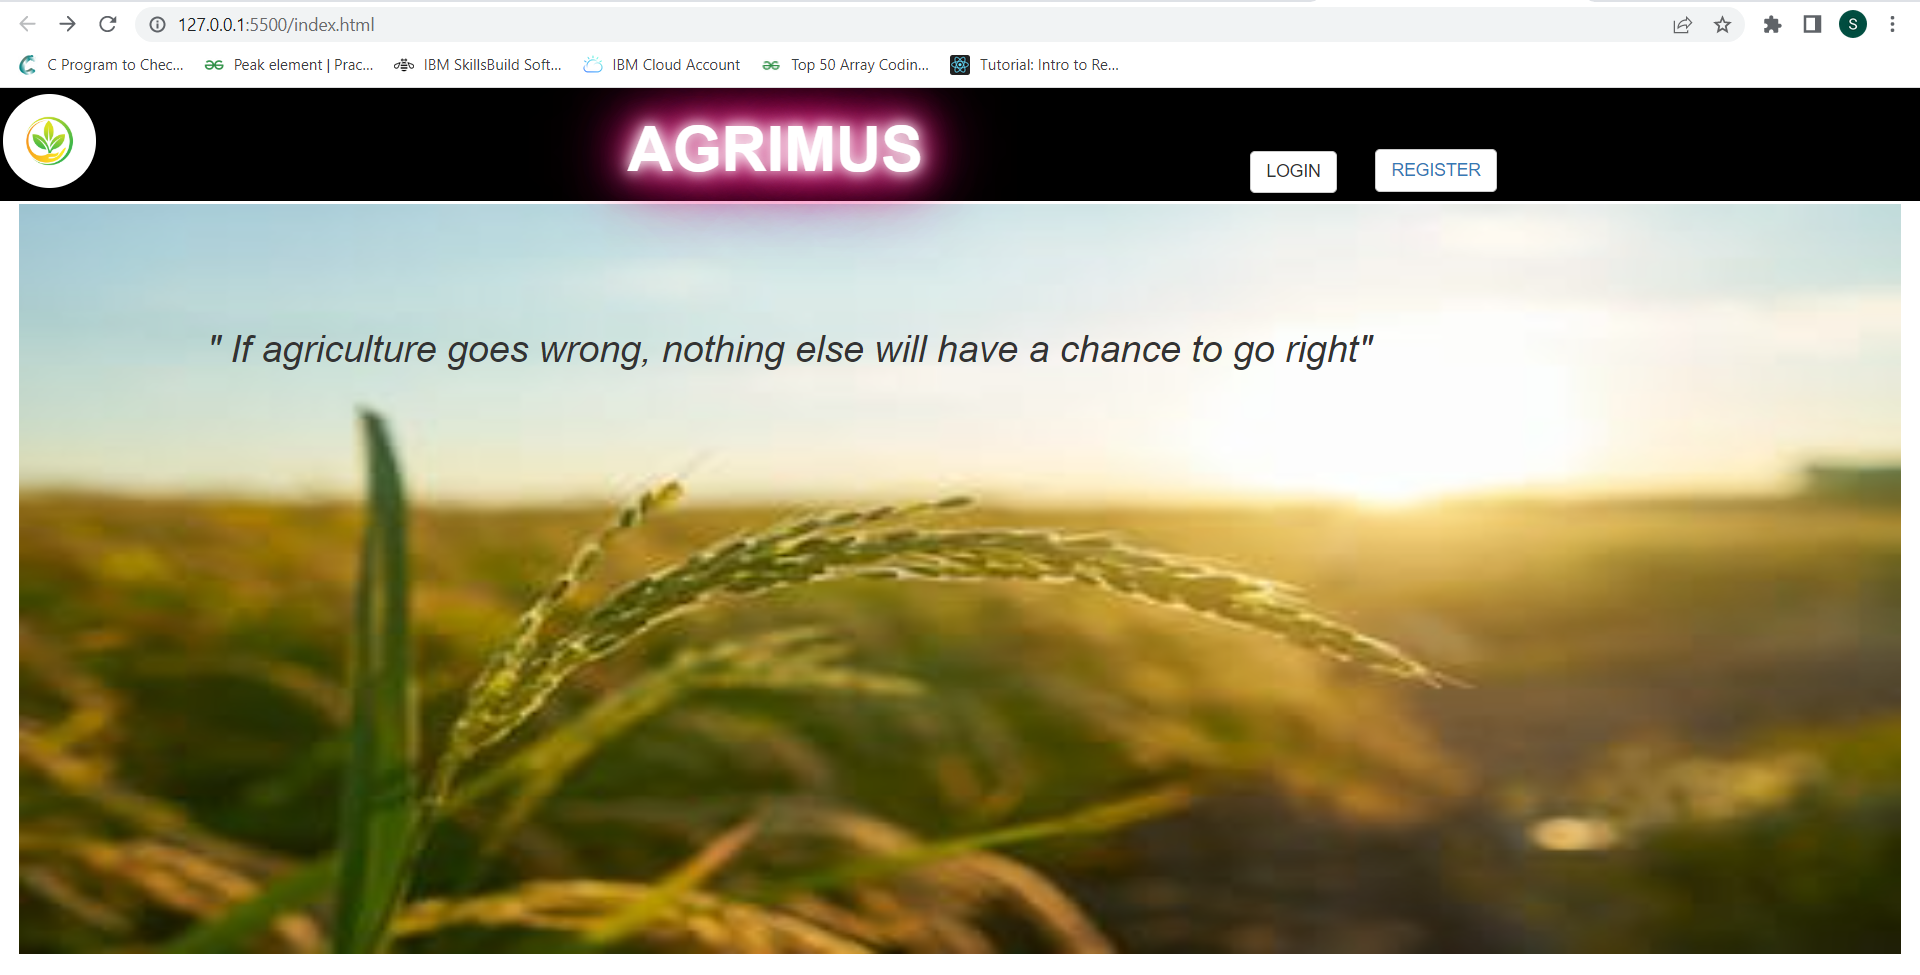 127.0.0.1:5500/index.html
S
C Program to Chec...
Peak element | Prac...
IBM SkillsBuild Soft...
IBM Cloud Account
Top 50 Array Codin...
Tutorial: Intro to Re...
AGRIMUS
LOGIN
REGISTER
" If agriculture goes wrong, nothing else will have a chance to go right"